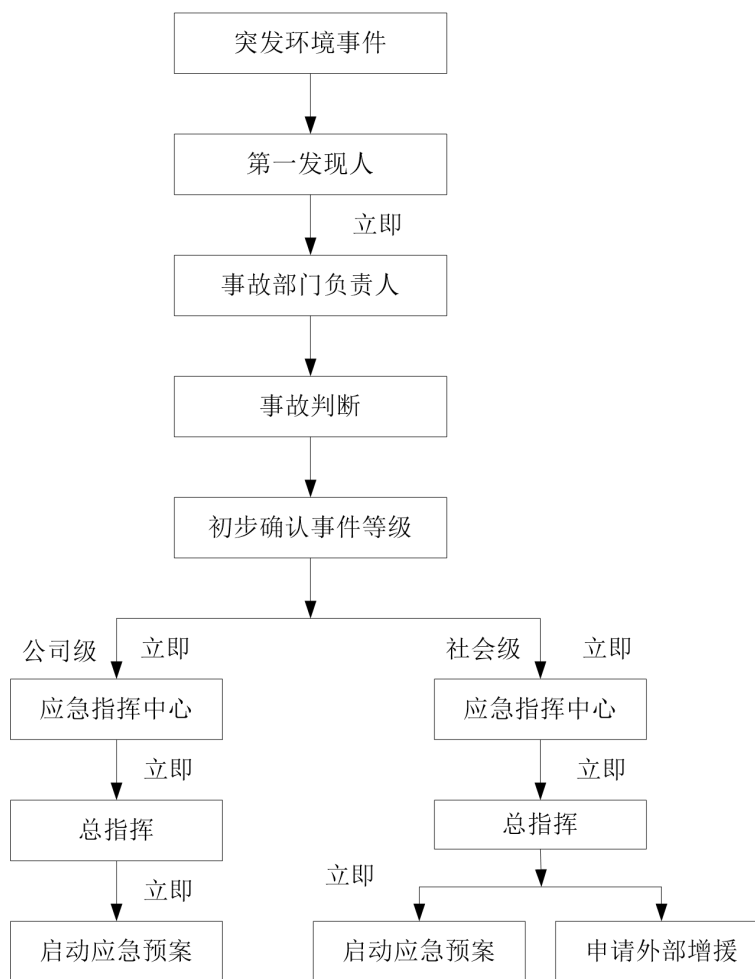 突发环境事件
第一发现人
立即
事故部门负责人
事故判断
初步确认事件等级
公司级 立即 社会级 立即
应急指挥中心 应急指挥中心
立即 立即
总指挥 总指挥
立即 立即
启动应急预案 启动应急预案 申请外部增援